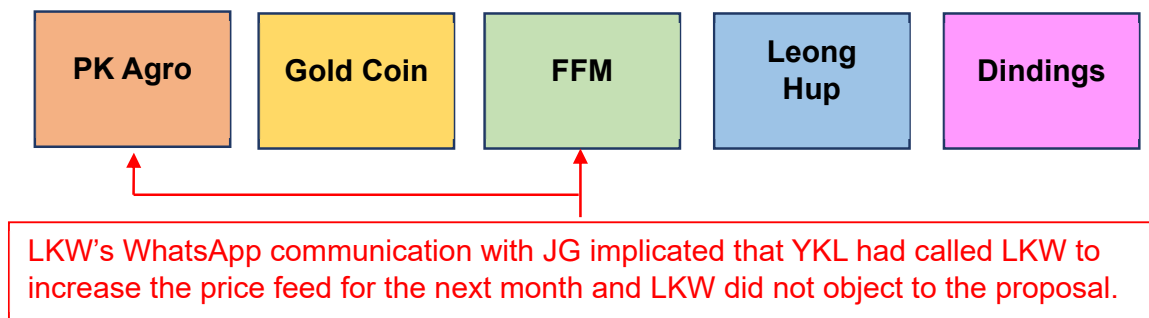 PK Agro
Gold Coin
FFM
Leong
Hup
Dindings
LKW's WhatsApp communication with JG implicated that YKL had called LKW to
increase the price feed for the next month and LKW did not object to the proposal.